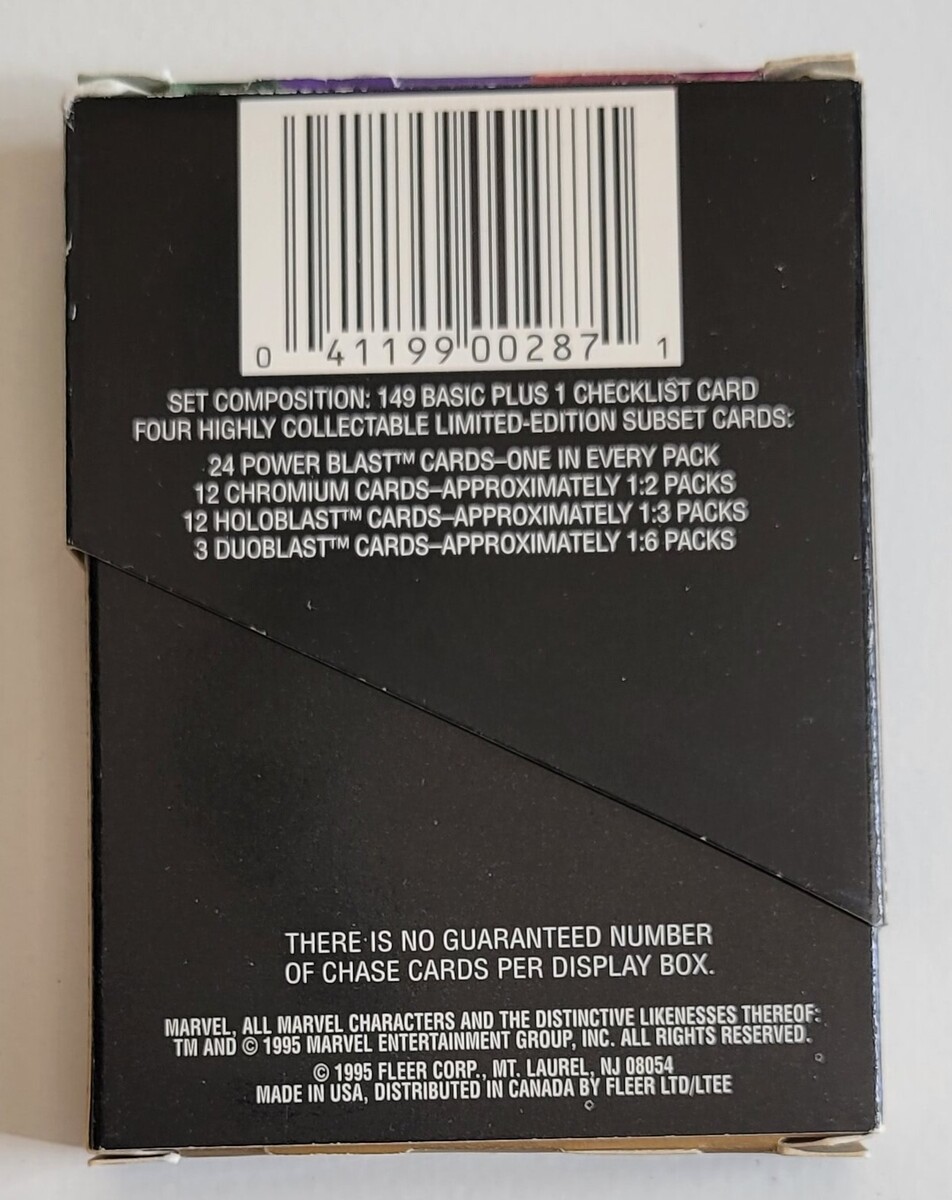 0 41199 00287 1
SET COMPOSITION: 149 BASIC PLUS 1 CHECKLIST CARD
FOUR HIGHLY COLLECTABLE LIMITED-EDITION SUBSET CARDS:
24 POWER BLAST™ CARDS–ONE IN EVERY PACK
12 CHROMIUM CARDS–APPROXIMATELY 1:2 PACKS
12 HOLOBLAST™ CARDS–APPROXIMATELY 1:3 PACKS
3 DUOBLAST™ CARDS–APPROXIMATELY 1:6 PACKS
THERE IS NO GUARANTEED NUMBER
OF CHASE CARDS PER DISPLAY BOX.
MARVEL, ALL MARVEL CHARACTERS AND THE DISTINCTIVE LIKENESSES THEREOF:
TM AND © 1995 MARVEL ENTERTAINMENT GROUP, INC. ALL RIGHTS RESERVED.
© 1995 FLEER CORP., MT. LAUREL, NJ 08054
MADE IN USA, DISTRIBUTED IN CANADA BY FLEER LTD/LTEE